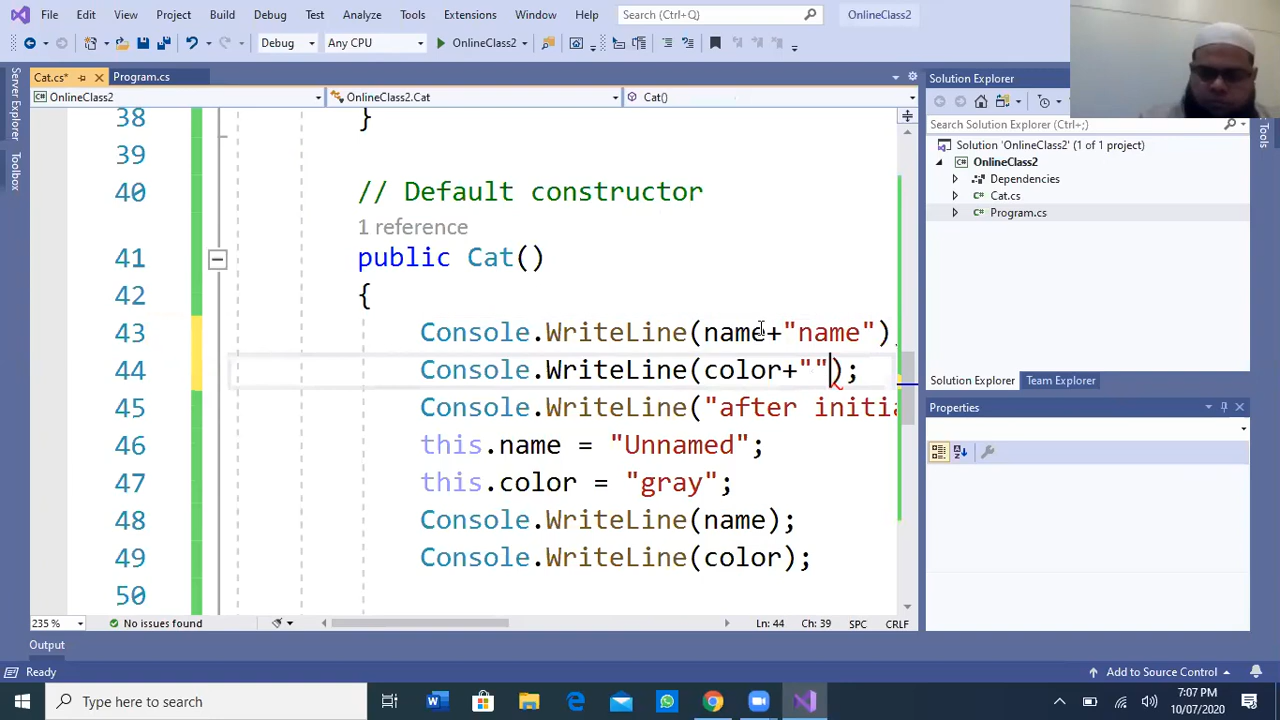 File Edit View Project Build Debug Test Analyze Tools Extensions Window Help Search (Ctrl+Q) OnlineClass2
Debug Any CPU OnlineClass2
Cat.cs* Program.cs
OnlineClass2 OnlineClass2.Cat Cat()
Server Explorer
Toolbox
38 }
39
40 // Default constructor
1 reference
41 public Cat()
42 {
43 Console.WriteLine(name+"name")
44 Console.WriteLine(color+"");
45 Console.WriteLine("after initia
46 this.name = "Unnamed";
47 this.color = "gray";
48 Console.WriteLine(name);
49 Console.WriteLine(color);
50
235 % No issues found Ln: 44 Ch: 39 SPC CRLF
Solution Explorer
Search Solution Explorer (Ctrl+;)
Solution 'OnlineClass2' (1 of 1 project)
OnlineClass2
Dependencies
Cat.cs
Program.cs
Solution Explorer Team Explorer
Properties
Tools
Output
Ready Add to Source Control
Type here to search
7:07 PM
10/07/2020